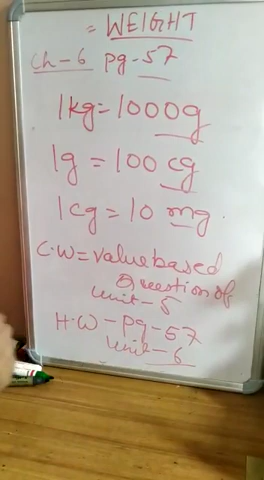 = WEIGHT
Ch-6 pg-57
1kg = 1000g
1g = 100 cg
1cg = 10 mg.
C.W = value based
Question of
unit-5
H.W - pg-57
unit-6